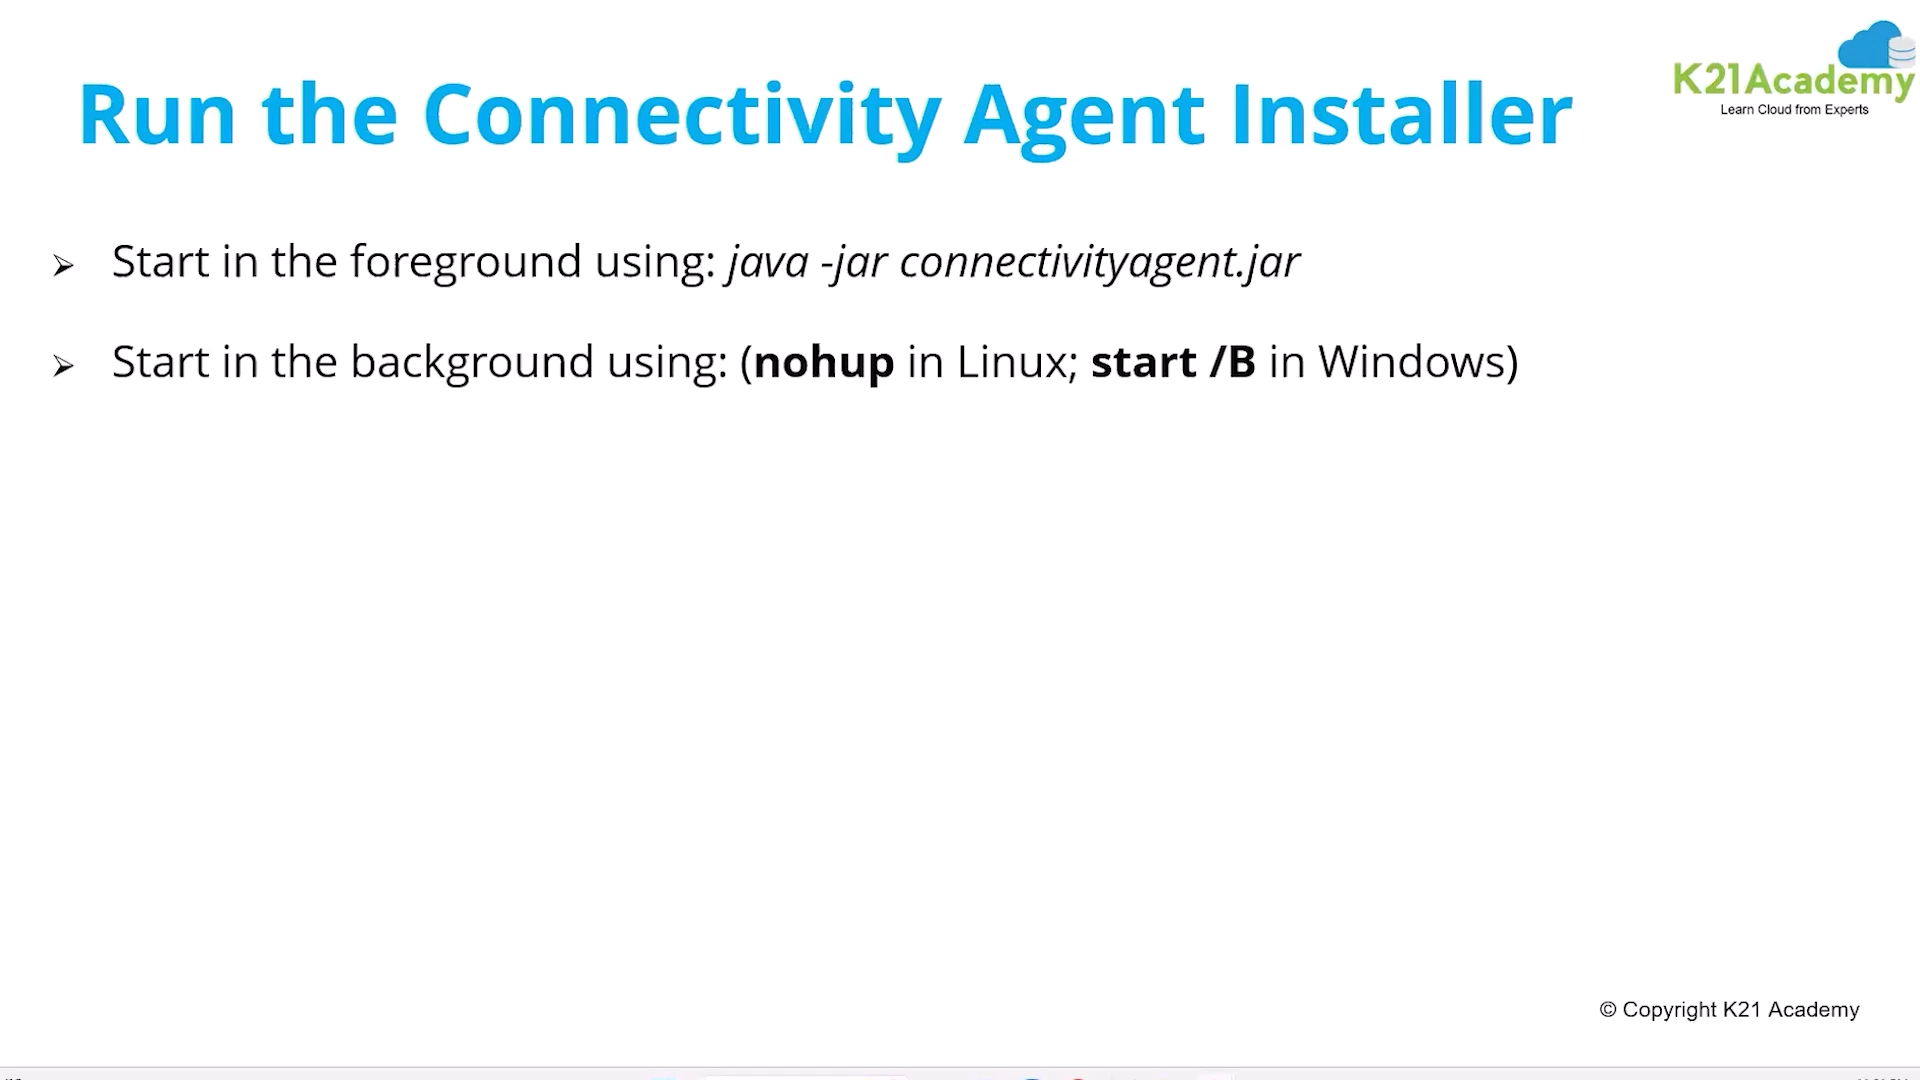 K21Academy
Learn Cloud from Experts
Run the Connectivity Agent Installer
➢ Start in the foreground using: java -jar connectivityagent.jar
➢ Start in the background using: (nohup in Linux; start /B in Windows)
© Copyright K21 Academy